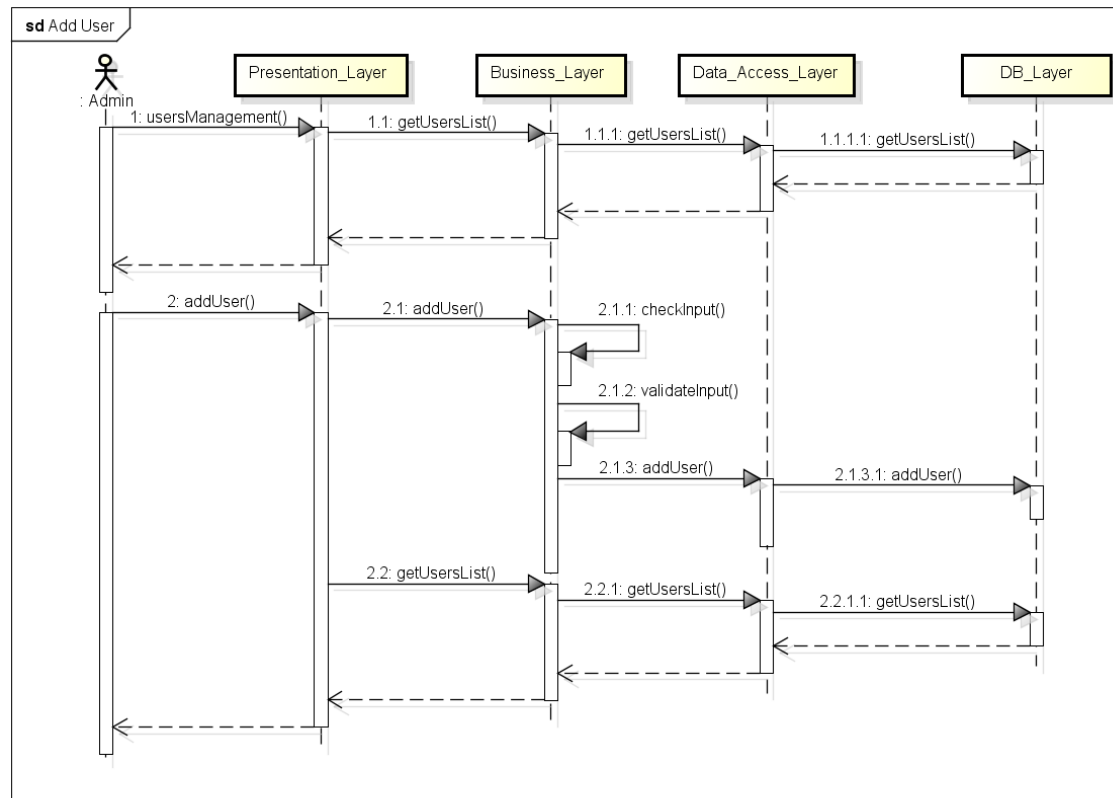 sd Add User
Presentation_Layer
Business_Layer
Data_Access_Layer
DB_Layer
: Admin
1: usersManagement()
1.1: getUsersList()
1.1.1: getUsersList()
1.1.1.1: getUsersList()
2: addUser()
2.1: addUser()
2.1.1: checkInput()
2.1.2: validateInput()
2.1.3: addUser()
2.1.3.1: addUser()
2.2: getUsersList()
2.2.1: getUsersList()
2.2.1.1: getUsersList()